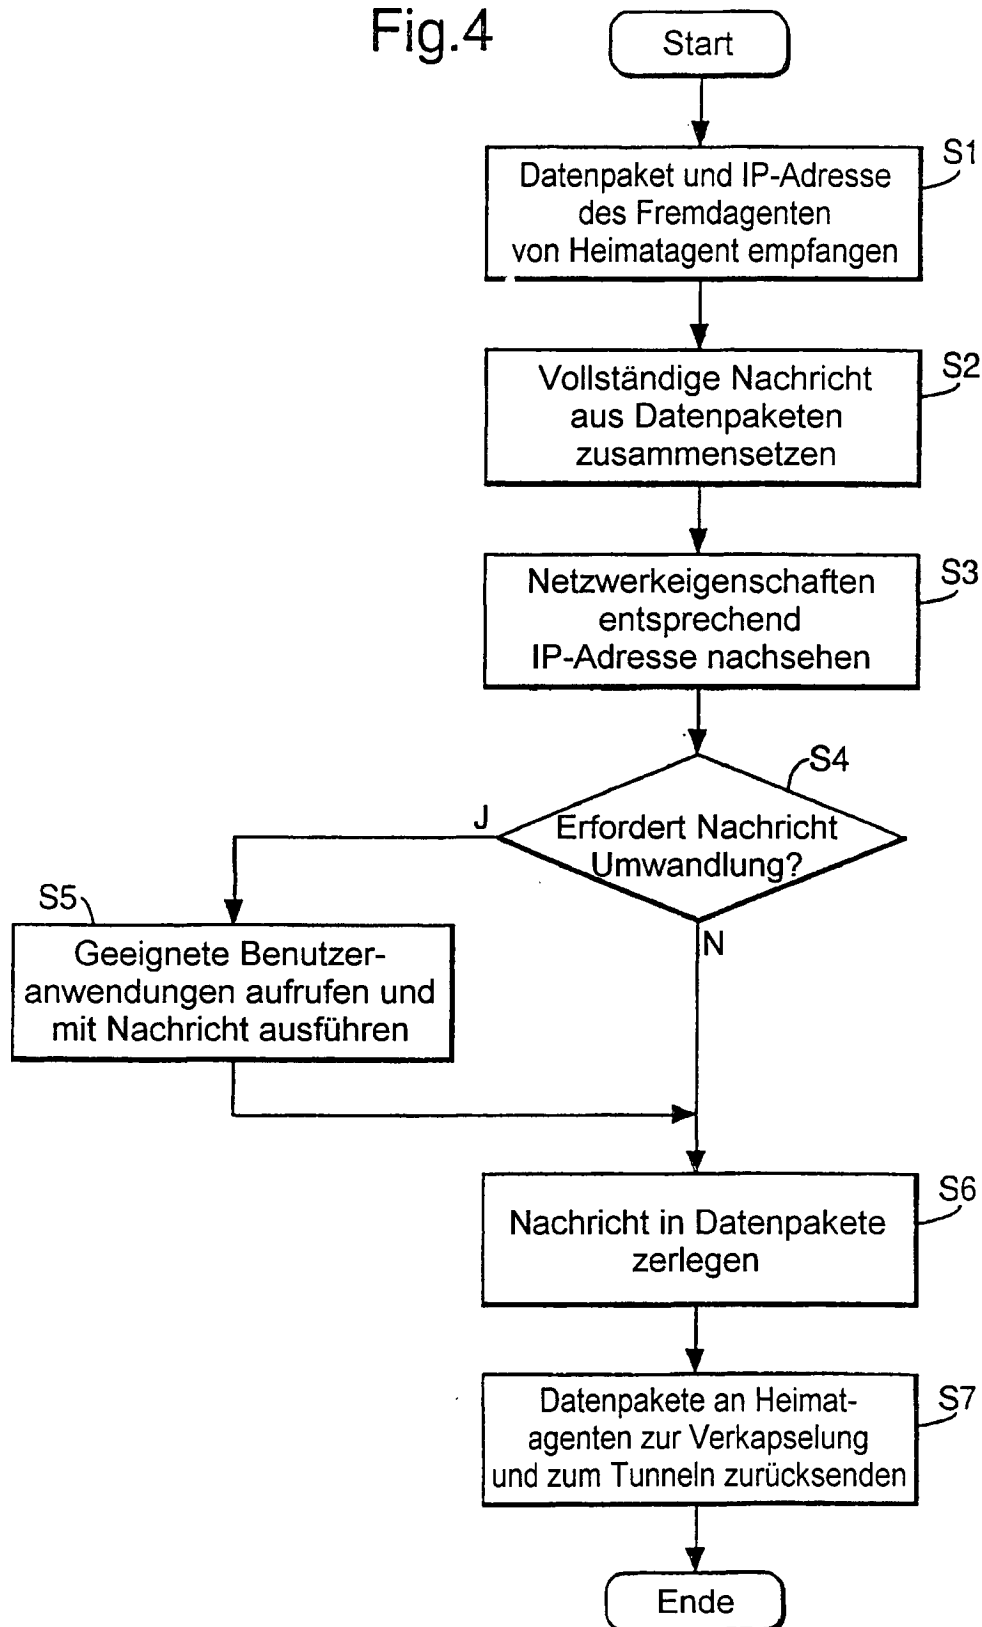 Fig.4
Start
S1
Datenpaket und IP-Adresse
des Fremdagenten
von Heimatagent empfangen
S2
Vollständige Nachricht
aus Datenpaketen
zusammensetzen
S3
Netzwerkeigenschaften
entsprechend
IP-Adresse nachsehen
S4
Erfordert Nachricht
Umwandlung?
J
N
S5
Geeignete Benutzer-
anwendungen aufrufen und
mit Nachricht ausführen
S6
Nachricht in Datenpakete
zerlegen
S7
Datenpakete an Heimat-
agenten zur Verkapselung
und zum Tunneln zurücksenden
Ende